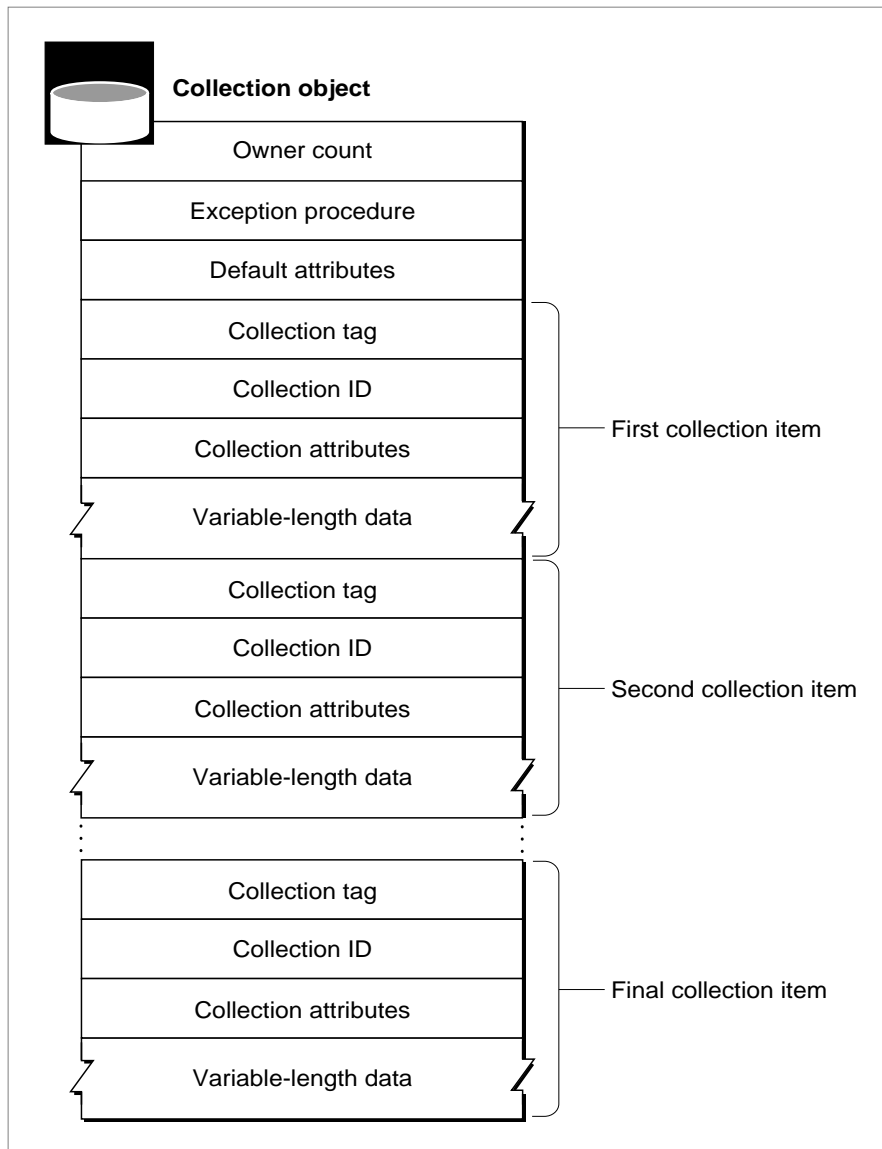 Collection object
Owner count
Exception procedure
Default attributes
Collection tag
Collection ID
Collection attributes
Variable-length data
First collection item
Collection tag
Collection ID
Collection attributes
Variable-length data
Second collection item
Collection tag
Collection ID
Collection attributes
Variable-length data
Final collection item